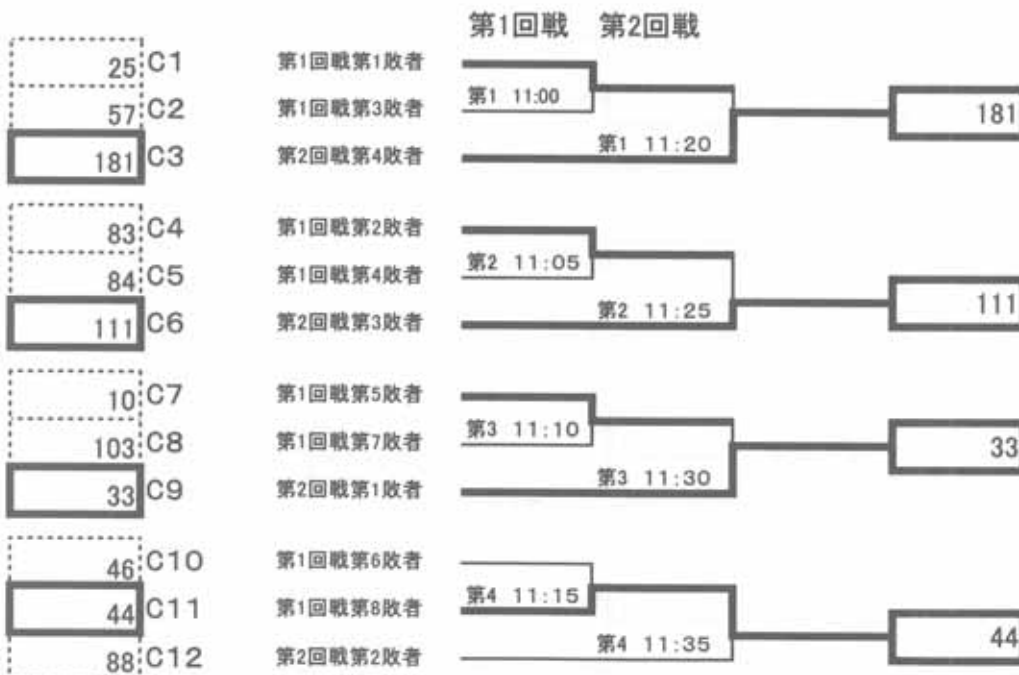 第1回戦 第2回戦
25 C1 第1回戦第1敗者
第1 11:00
57 C2 第1回戦第3敗者
181
第1 11:20
181 C3 第2回戦第4敗者
83 C4 第1回戦第2敗者
第2 11:05
84 C5 第1回戦第4敗者
111
第2 11:25
111 C6 第2回戦第3敗者
10 C7 第1回戦第5敗者
第3 11:10
103 C8 第1回戦第7敗者
33
第3 11:30
33 C9 第2回戦第1敗者
46 C10 第1回戦第6敗者
第4 11:15
44 C11 第1回戦第8敗者
44
第4 11:35
88 C12 第2回戦第2敗者